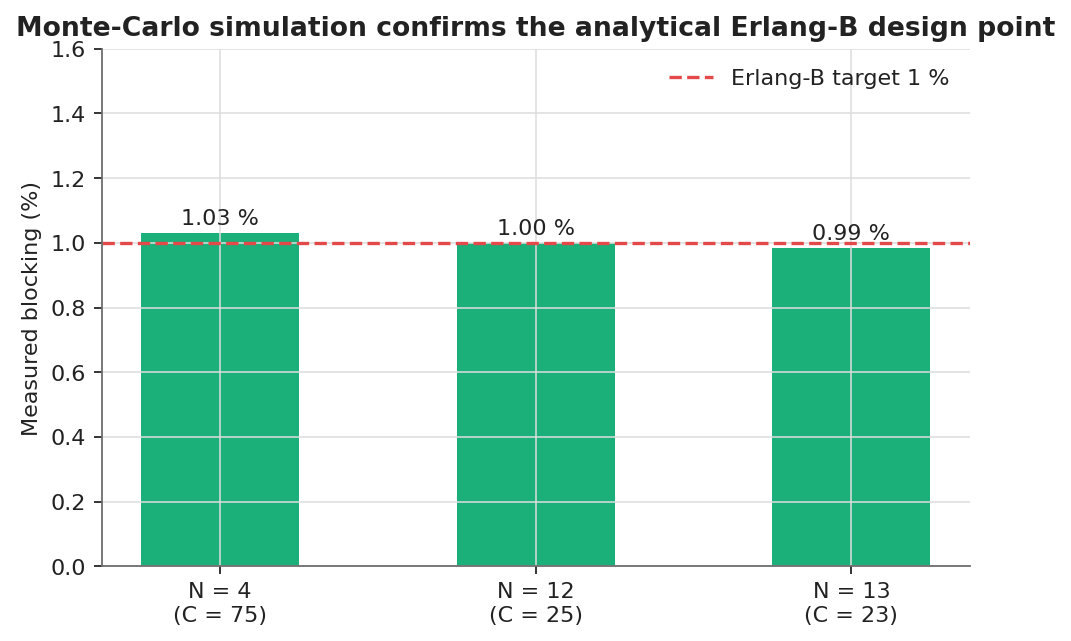 Monte-Carlo simulation confirms the analytical Erlang-B design point
1.6
1.4
1.2
1.0
0.8
0.6
0.4
0.2
0.0
Measured blocking (%)
Erlang-B target 1 %
1.03 %
1.00 %
0.99 %
N = 4
(C = 75)
N = 12
(C = 25)
N = 13
(C = 23)